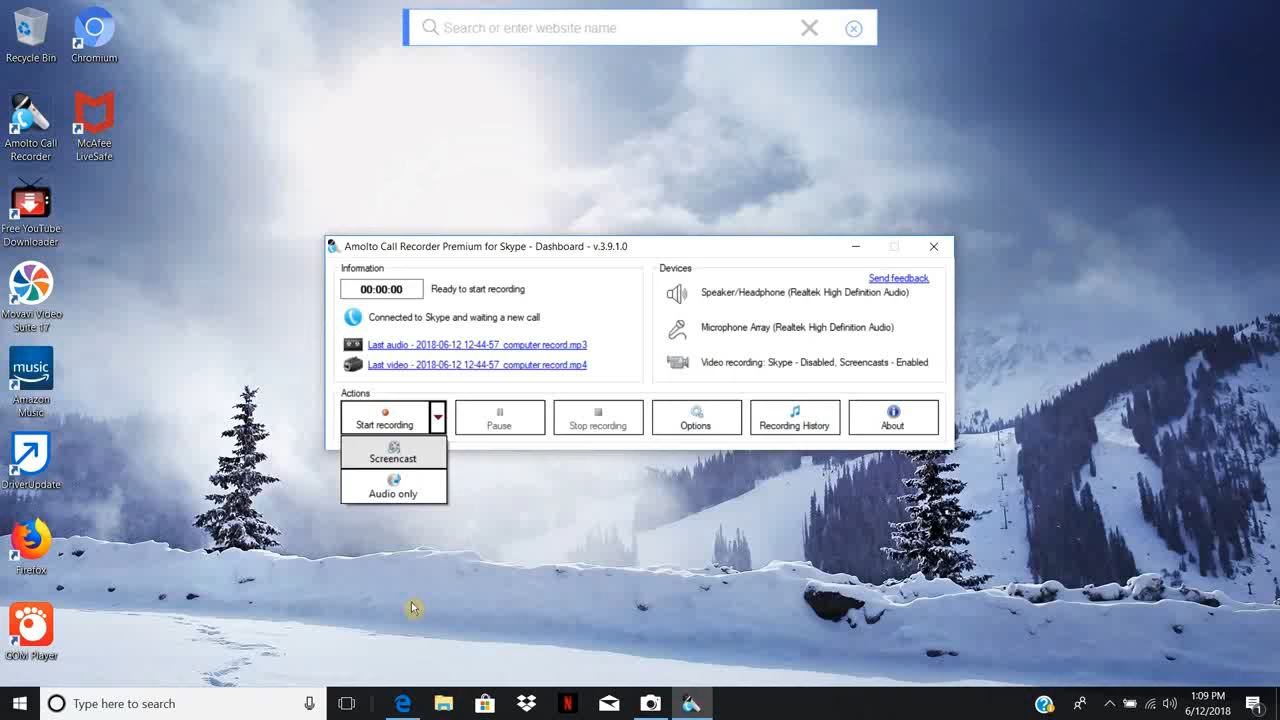 Search or enter website name
Recycle Bin
Chromium
Amolto Call
Recorder
McAfee
LiveSafe
Free YouTube
Downloader
Movavi Video
Suite 17
music
Amazon
Music
DriverUpdate
Firefox
GOM Player
Amolto Call Recorder Premium for Skype - Dashboard - v.3.9.1.0
Information
00:00:00
Ready to start recording
Connected to Skype and waiting a new call
Last audio - 2018-06-12 12-44-57 computer record.mp3
Last video - 2018-06-12 12-44-57 computer record.mp4
Devices
Send feedback
Speaker/Headphone (Realtek High Definition Audio)
Microphone Array (Realtek High Definition Audio)
Video recording: Skype - Disabled, Screencasts - Enabled
Actions
Start recording
Pause
Stop recording
Options
Recording History
About
Screencast
Audio only
Type here to search
N
1:09 PM
6/12/2018
1